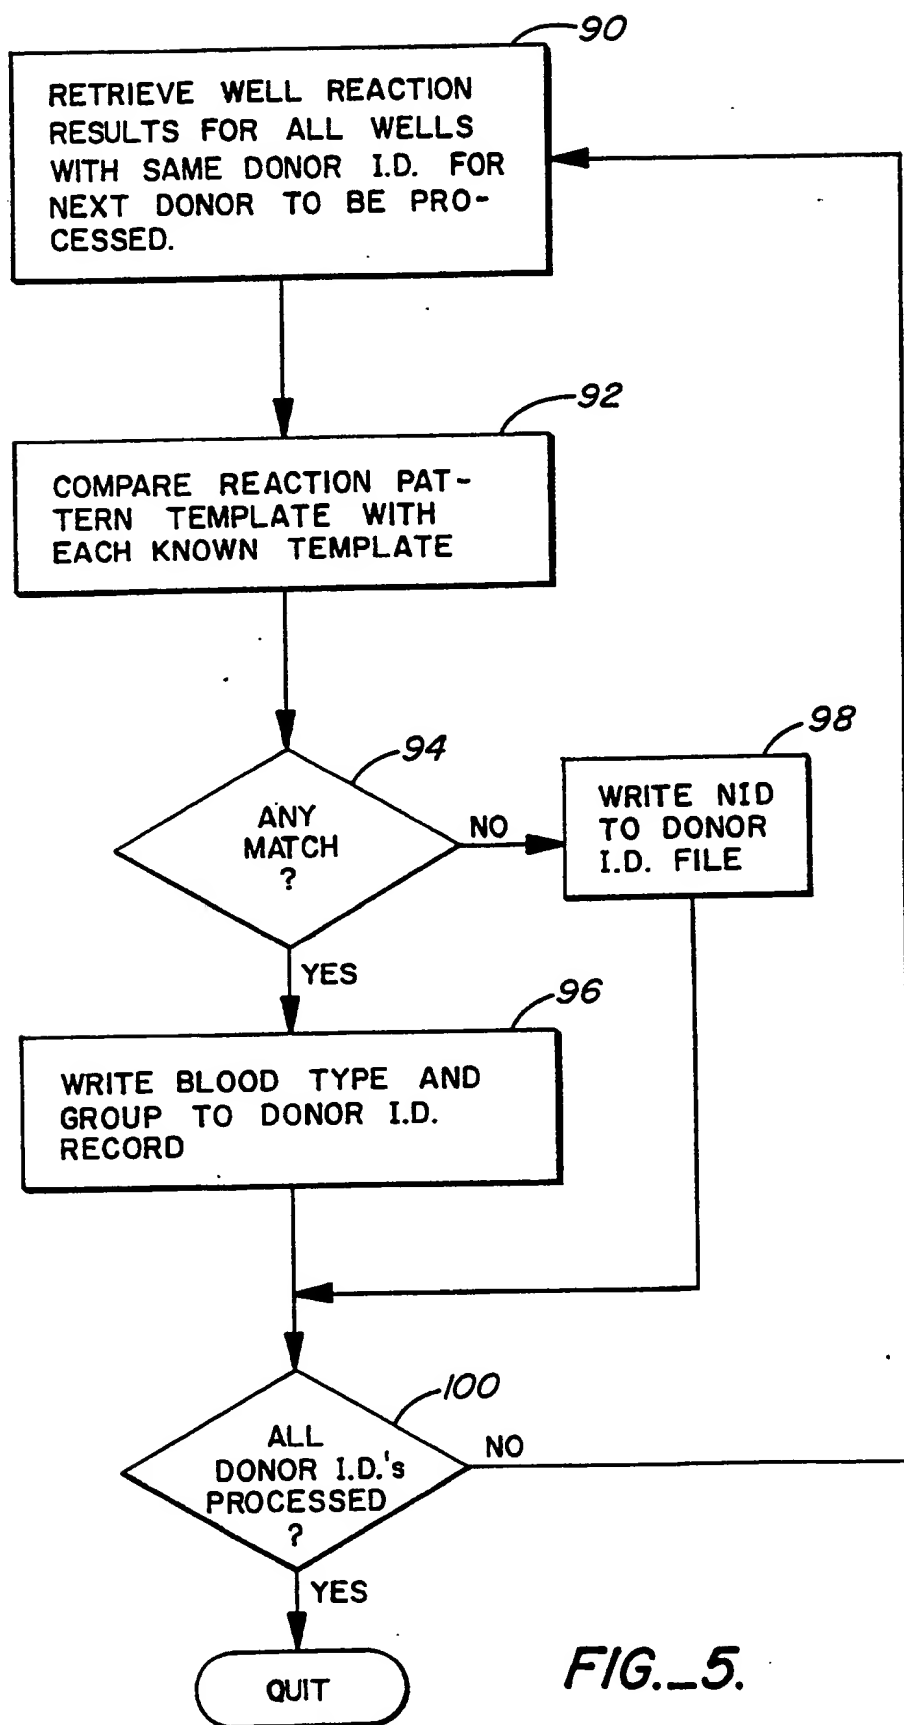 90
RETRIEVE WELL REACTION
RESULTS FOR ALL WELLS
WITH SAME DONOR I.D. FOR
NEXT DONOR TO BE PRO-
CESSED.
92
COMPARE REACTION PAT-
TERN TEMPLATE WITH
EACH KNOWN TEMPLATE
94
ANY
MATCH
?
NO
98
WRITE NID
TO DONOR
I.D. FILE
YES
96
WRITE BLOOD TYPE AND
GROUP TO DONOR I.D.
RECORD
100
ALL
DONOR I.D.'s
PROCESSED
?
NO
YES
QUIT
FIG._5.